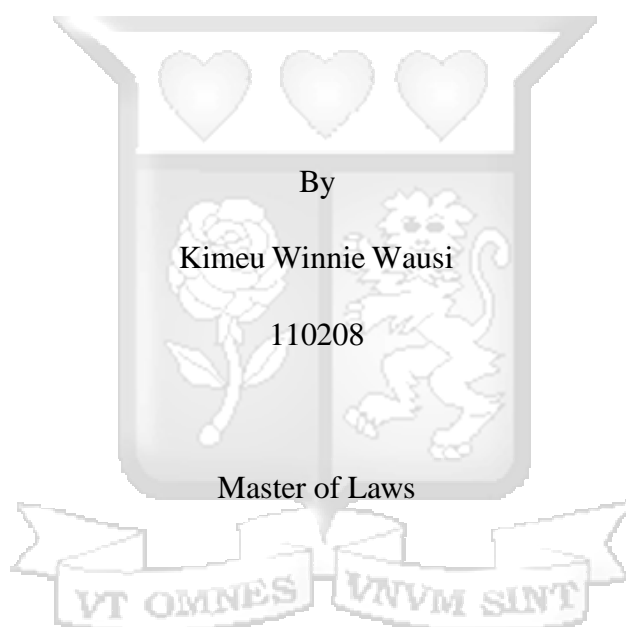 By
Kimeu Winnie Wausi
110208
Master of Laws
VT OMNES VNVM SINT